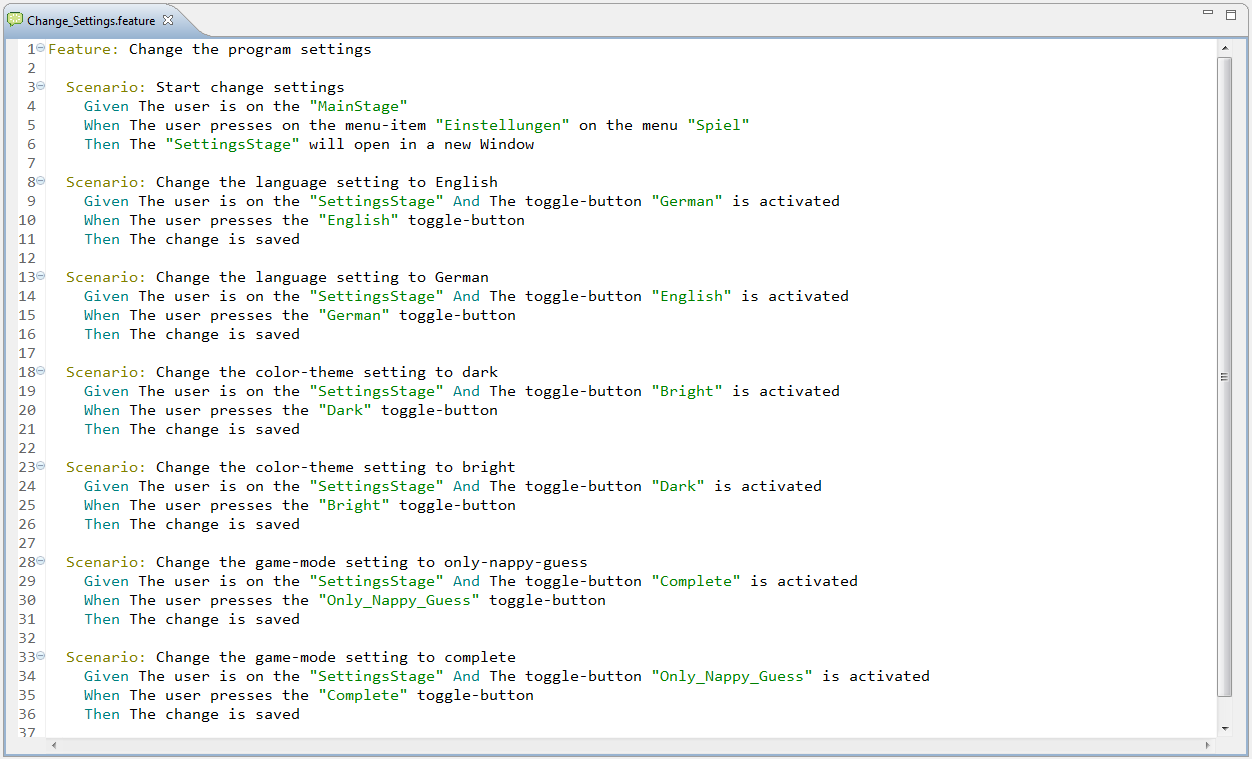 Change_Settings.feature
1 Feature: Change the program settings
2
3 Scenario: Start change settings
4 Given The user is on the "MainStage"
5 When The user presses on the menu-item "Einstellungen" on the menu "Spiel"
6 Then The "SettingsStage" will open in a new Window
7
8 Scenario: Change the language setting to English
9 Given The user is on the "SettingsStage" And The toggle-button "German" is activated
10 When The user presses the "English" toggle-button
11 Then The change is saved
12
13 Scenario: Change the language setting to German
14 Given The user is on the "SettingsStage" And The toggle-button "English" is activated
15 When The user presses the "German" toggle-button
16 Then The change is saved
17
18 Scenario: Change the color-theme setting to dark
19 Given The user is on the "SettingsStage" And The toggle-button "Bright" is activated
20 When The user presses the "Dark" toggle-button
21 Then The change is saved
22
23 Scenario: Change the color-theme setting to bright
24 Given The user is on the "SettingsStage" And The toggle-button "Dark" is activated
25 When The user presses the "Bright" toggle-button
26 Then The change is saved
27
28 Scenario: Change the game-mode setting to only-nappy-guess
29 Given The user is on the "SettingsStage" And The toggle-button "Complete" is activated
30 When The user presses the "Only_Nappy_Guess" toggle-button
31 Then The change is saved
32
33 Scenario: Change the game-mode setting to complete
34 Given The user is on the "SettingsStage" And The toggle-button "Only_Nappy_Guess" is activated
35 When The user presses the "Complete" toggle-button
36 Then The change is saved
37